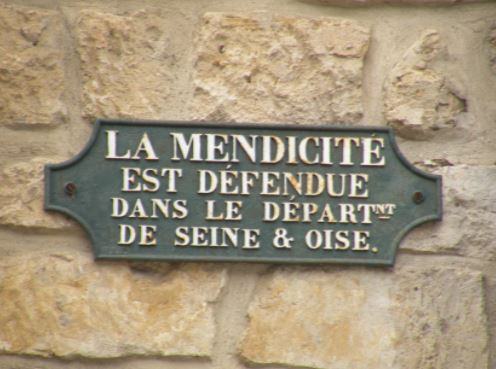 LA MENDICITÉ
EST DÉFENDUE
DANS LE DÉPARTNT
DE SEINE & OISE.